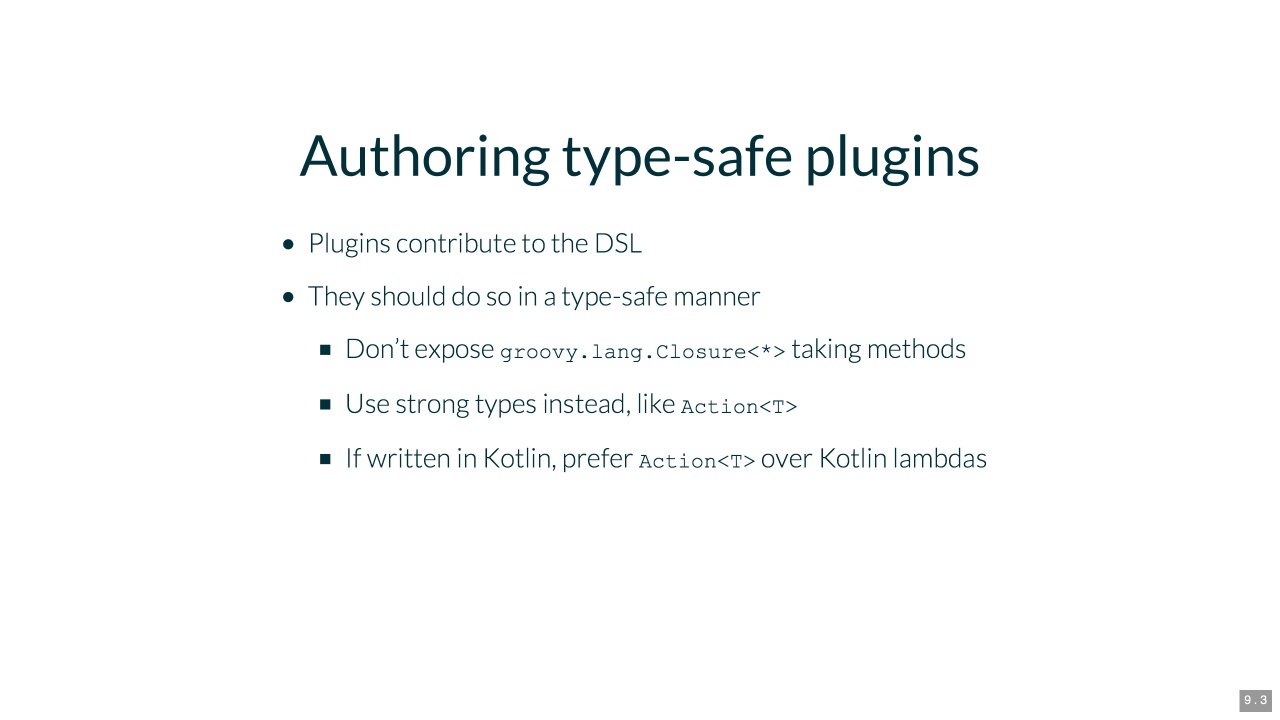 Authoring type-safe plugins
• Plugins contribute to the DSL
• They should do so in a type-safe manner
▪ Don’t expose groovy.lang.Closure<*> taking methods
▪ Use strong types instead, like Action<T>
▪ If written in Kotlin, prefer Action<T> over Kotlin lambdas
9.3